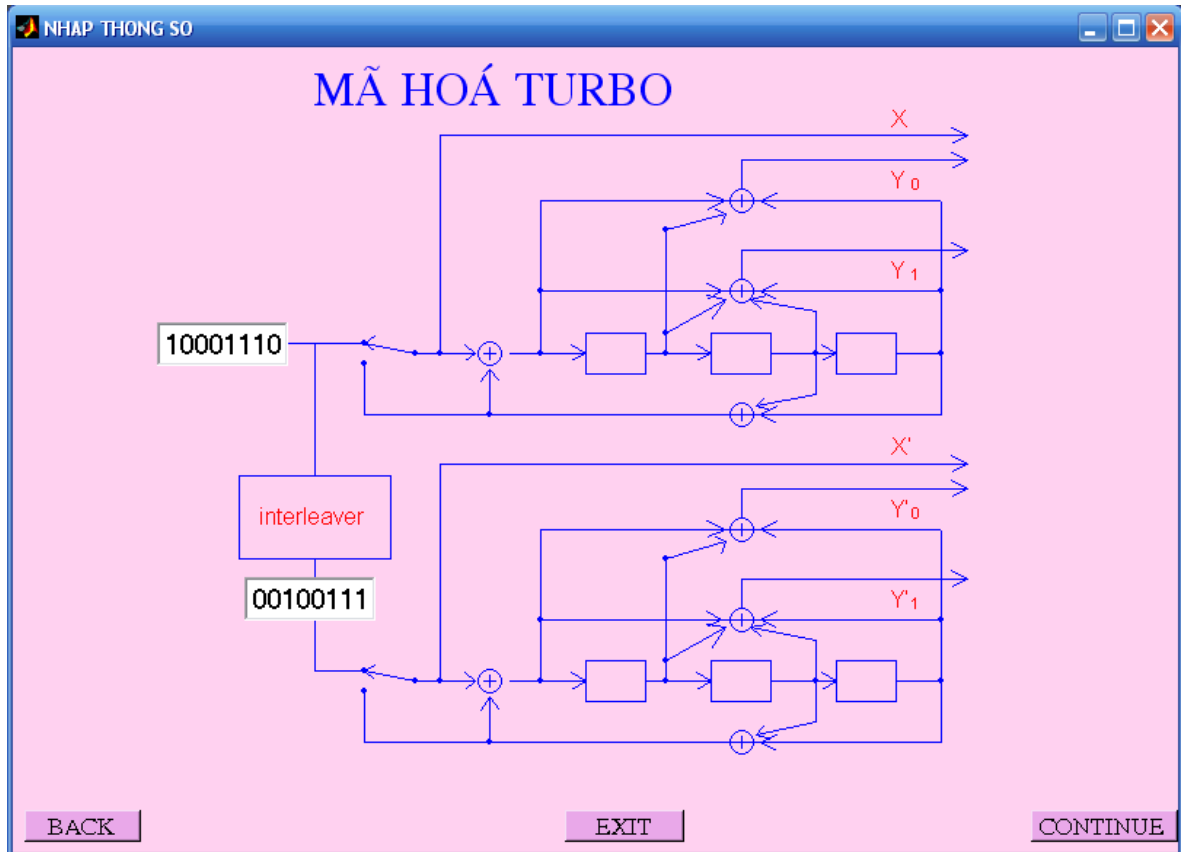 NHAP THONG SO
MÃ HOÁ TURBO
X
Y0
Y1
10001110
X'
interleaver
Y'0
00100111
Y'1
BACK EXIT CONTINUE